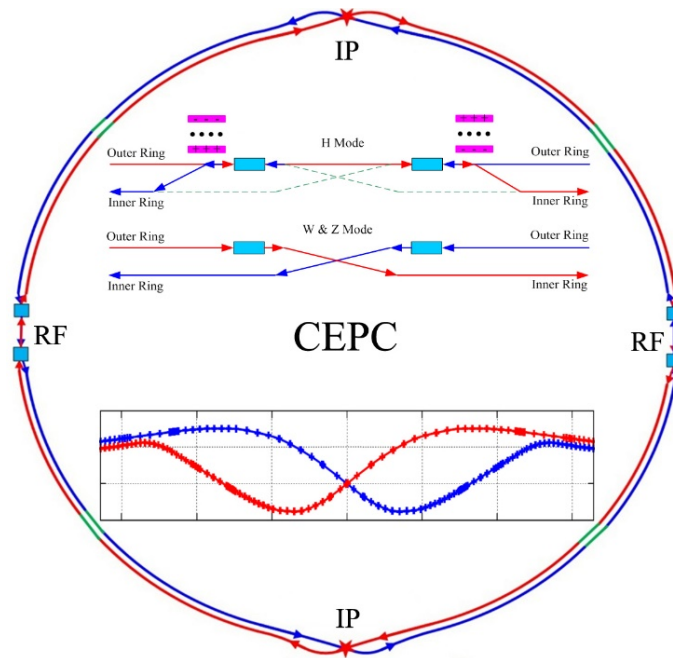 IP
- - -
+ + +
H Mode
+ + +
- - -
Outer Ring
Outer Ring
Inner Ring
Inner Ring
W & Z Mode
Outer Ring
Outer Ring
Inner Ring
Inner Ring
RF
CEPC
RF
IP